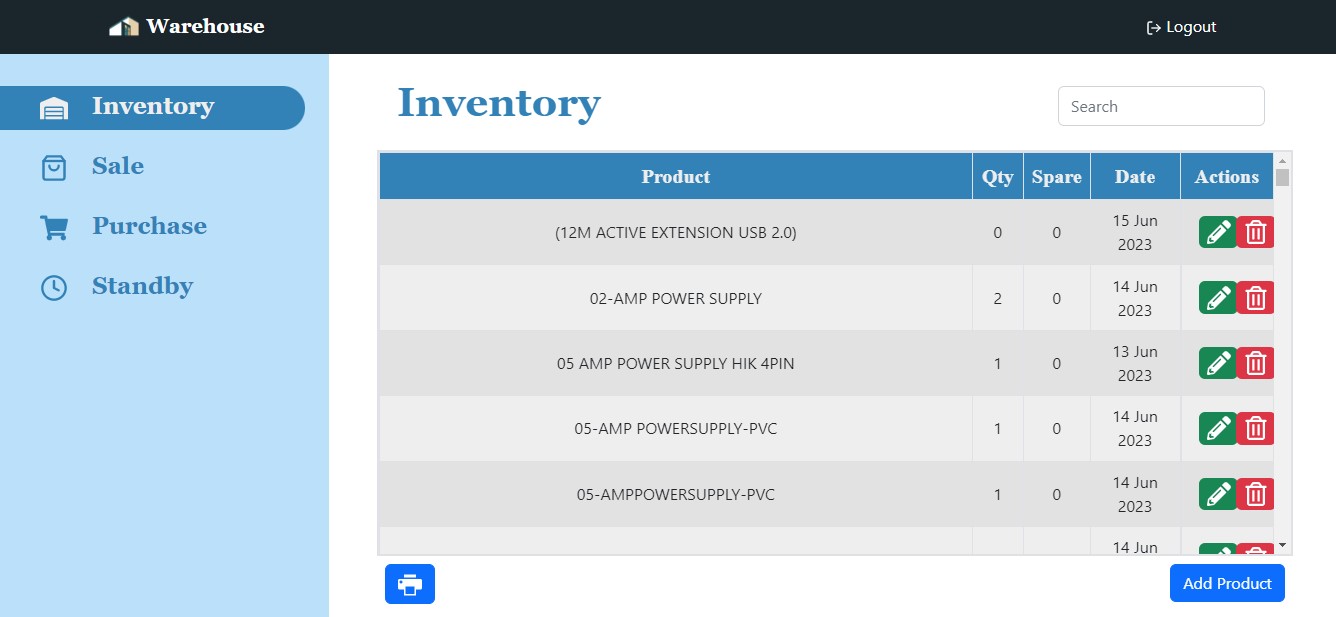 Warehouse
Logout
Inventory
Sale
Purchase
Standby
Inventory
Search
Product Qty Spare Date Actions
(12M ACTIVE EXTENSION USB 2.0) 0 0 15 Jun
2023
02-AMP POWER SUPPLY 2 0 14 Jun
2023
05 AMP POWER SUPPLY HIK 4PIN 1 0 13 Jun
2023
05-AMP POWERSUPPLY-PVC 1 0 14 Jun
2023
05-AMPPOWERSUPPLY-PVC 1 0 14 Jun
2023
14 Jun
Add Product